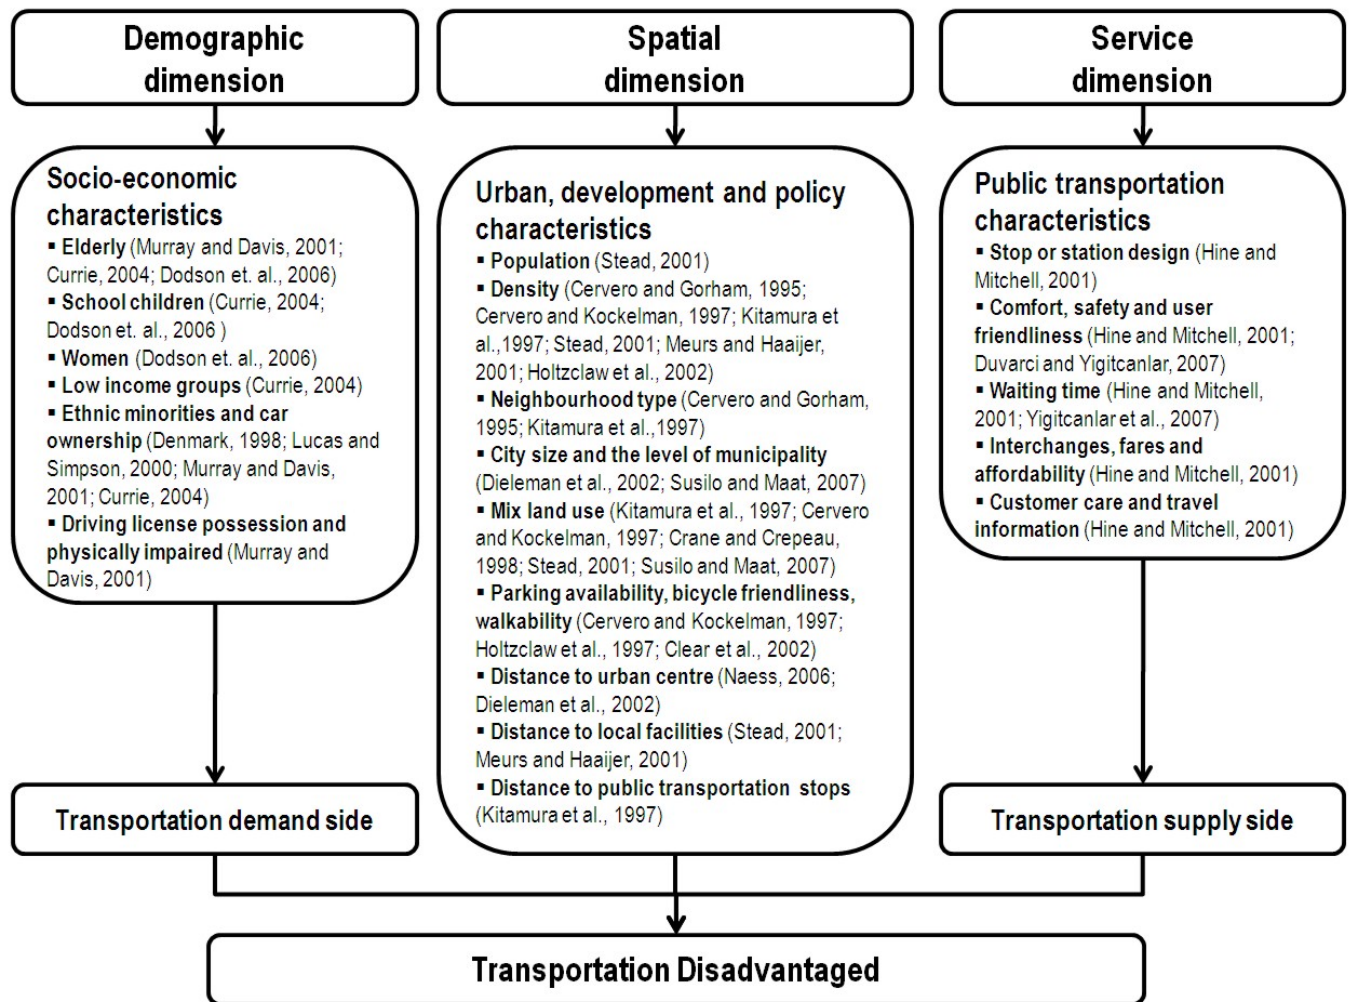 Demographic
dimension
Socio-economic
characteristics
▪ Elderly (Murray and Davis, 2001;
Currie, 2004; Dodson et. al., 2006)
▪ School children (Currie, 2004;
Dodson et. al., 2006 )
▪ Women (Dodson et. al., 2006)
▪ Low income groups (Currie, 2004)
▪ Ethnic minorities and car
ownership (Denmark, 1998; Lucas and
Simpson, 2000; Murray and Davis,
2001; Currie, 2004)
▪ Driving license possession and
physically impaired (Murray and
Davis, 2001)
Transportation demand side
Spatial
dimension
Urban, development and policy
characteristics
▪ Population (Stead, 2001)
▪ Density (Cervero and Gorham, 1995;
Cervero and Kockelman, 1997; Kitamura et
al.,1997; Stead, 2001; Meurs and Haaijer,
2001; Holtzclaw et al., 2002)
▪ Neighbourhood type (Cervero and Gorham,
1995; Kitamura et al.,1997)
▪ City size and the level of municipality
(Dieleman et al., 2002; Susilo and Maat, 2007)
▪ Mix land use (Kitamura et al., 1997; Cervero
and Kockelman, 1997; Crane and Crepeau,
1998; Stead, 2001; Susilo and Maat, 2007)
▪ Parking availability, bicycle friendliness,
walkability (Cervero and Kockelman, 1997;
Holtzclaw et al., 1997; Clear et al., 2002)
▪ Distance to urban centre (Naess, 2006;
Dieleman et al., 2002)
▪ Distance to local facilities (Stead, 2001;
Meurs and Haaijer, 2001)
▪ Distance to public transportation stops
(Kitamura et al., 1997)
Service
dimension
Public transportation
characteristics
▪ Stop or station design (Hine and
Mitchell, 2001)
▪ Comfort, safety and user
friendliness (Hine and Mitchell, 2001;
Duvarci and Yigitcanlar, 2007)
▪ Waiting time (Hine and Mitchell,
2001; Yigitcanlar et al., 2007)
▪ Interchanges, fares and
affordability (Hine and Mitchell, 2001)
▪ Customer care and travel
information (Hine and Mitchell, 2001)
Transportation supply side
Transportation Disadvantaged